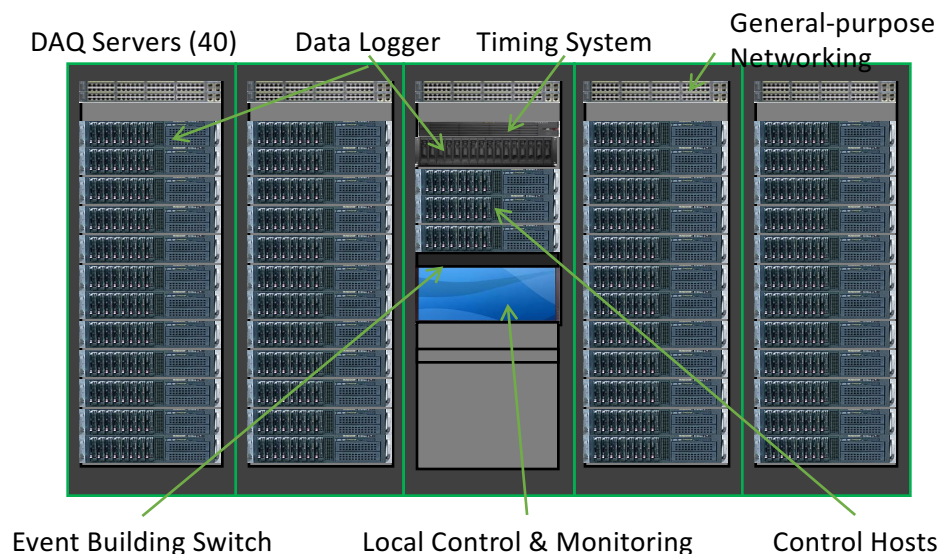 DAQ Servers (40)
Data Logger
Timing System
General-purpose
Networking
Event Building Switch
Local Control & Monitoring
Control Hosts